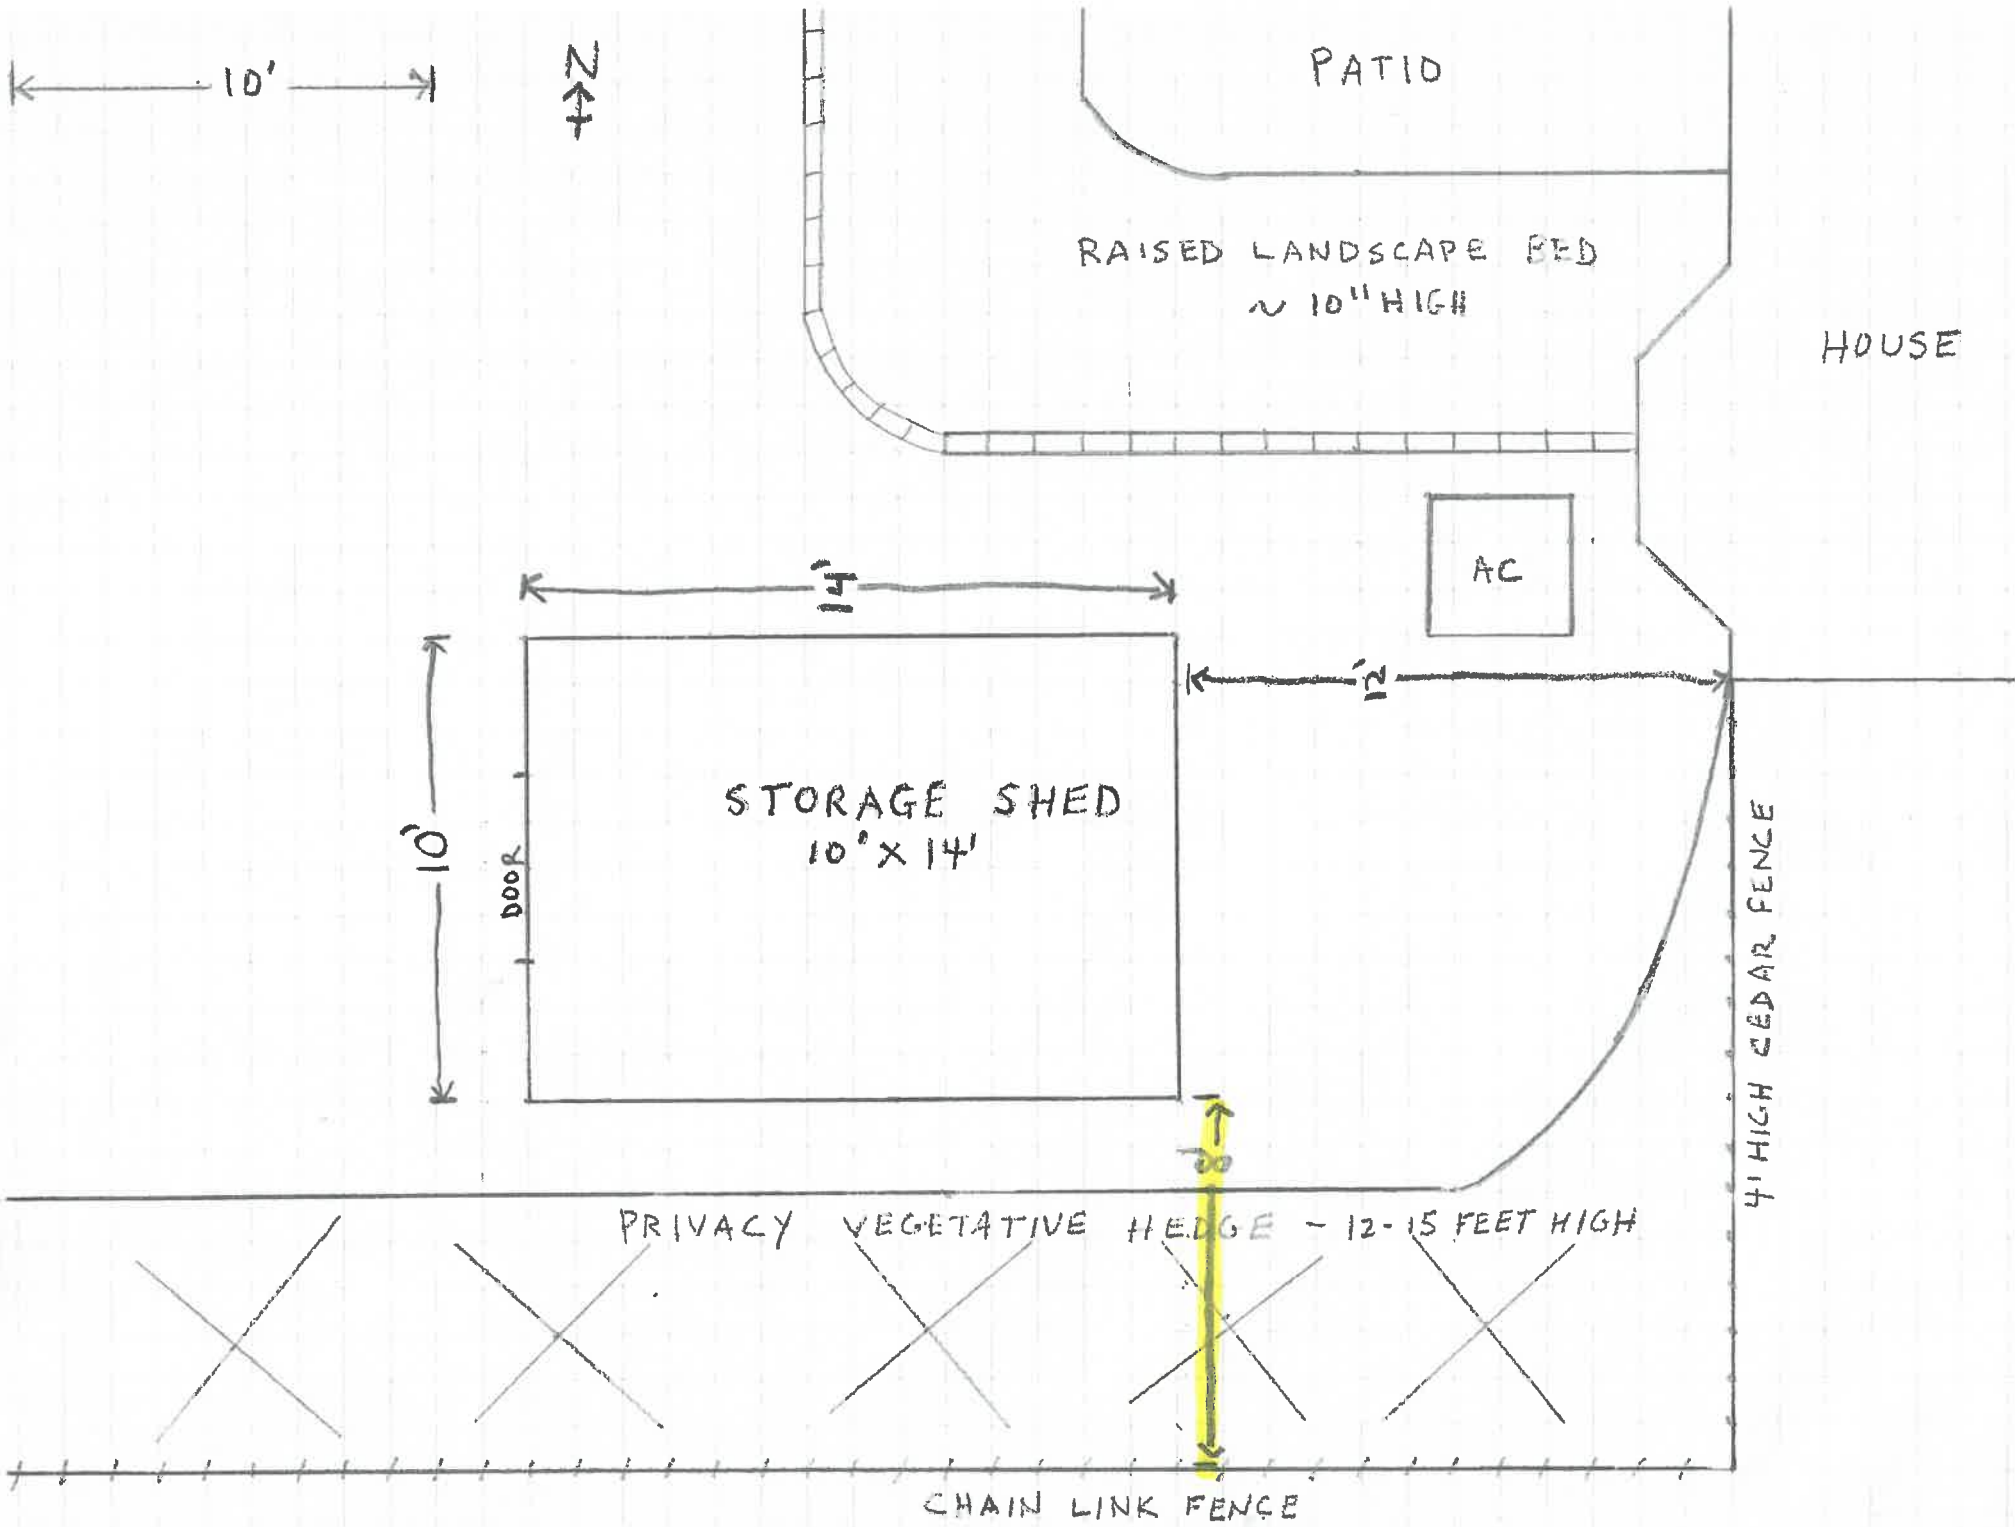 10'
N
PATIO
RAISED LANDSCAPE BED
~ 10" HIGH
HOUSE
AC
14'
12'
10'
DOOR
STORAGE SHED
10' X 14'
8'
4' HIGH CEDAR FENCE
PRIVACY VEGETATIVE HEDGE - 12-15 FEET HIGH
CHAIN LINK FENCE